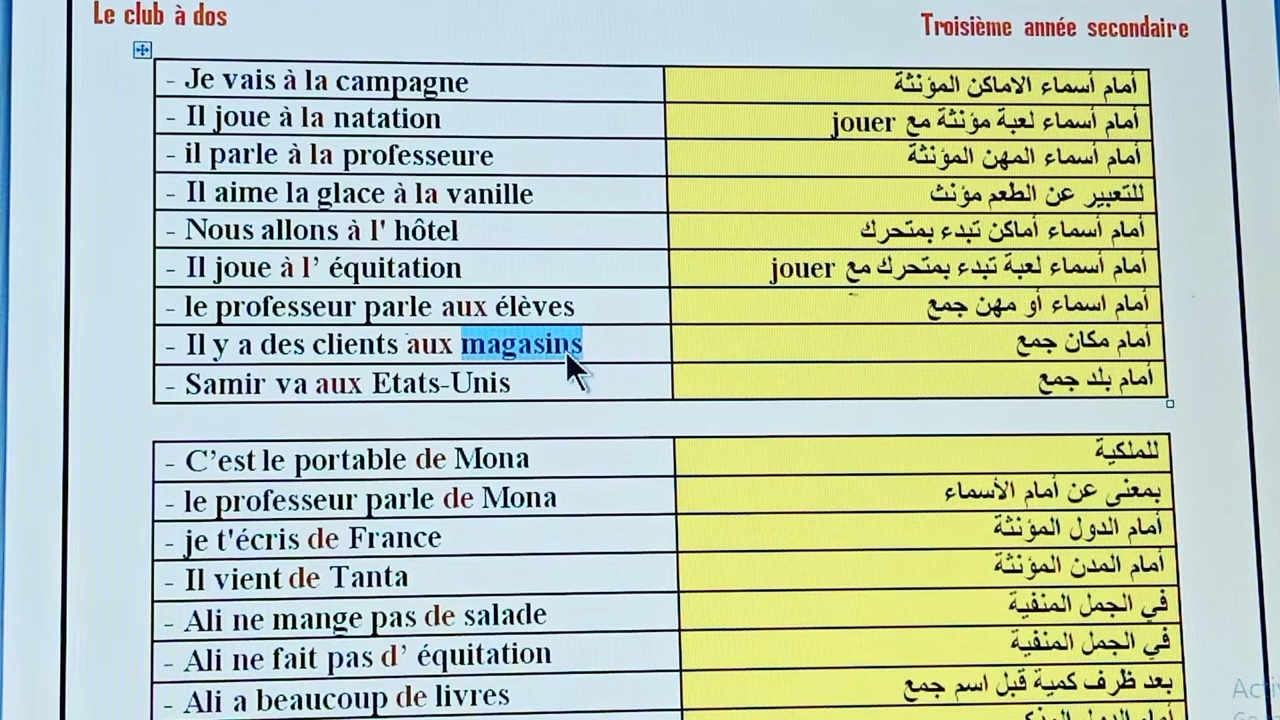 Le club à dos
Troisième année secondaire
- Je vais à la campagne
أمام أسماء الاماكن المؤنثة
- Il joue à la natation
أمام أسماء لعبة مؤنثة مع jouer
- il parle à la professeure
أمام أسماء المهن المؤنثة
- Il aime la glace à la vanille
للتعبير عن الطعم مؤنث
- Nous allons à l' hôtel
أمام أسماء أماكن تبدء بمتحرك
- Il joue à l’ équitation
أمام أسماء لعبة تبدء بمتحرك مع jouer
- le professeur parle aux élèves
أمام اسماء أو مهن جمع
- Il y a des clients aux magasins
أمام مكان جمع
- Samir va aux Etats-Unis
أمام بلد جمع
- C’est le portable de Mona
للملكية
- le professeur parle de Mona
بمعنى عن أمام الأسماء
- je t'écris de France
أمام الدول المؤنثة
- Il vient de Tanta
أمام المدن المؤنثة
- Ali ne mange pas de salade
في الجمل المنفية
- Ali ne fait pas d’ équitation
في الجمل المنفية
- Ali a beaucoup de livres
بعد ظرف كمية قبل اسم جمع